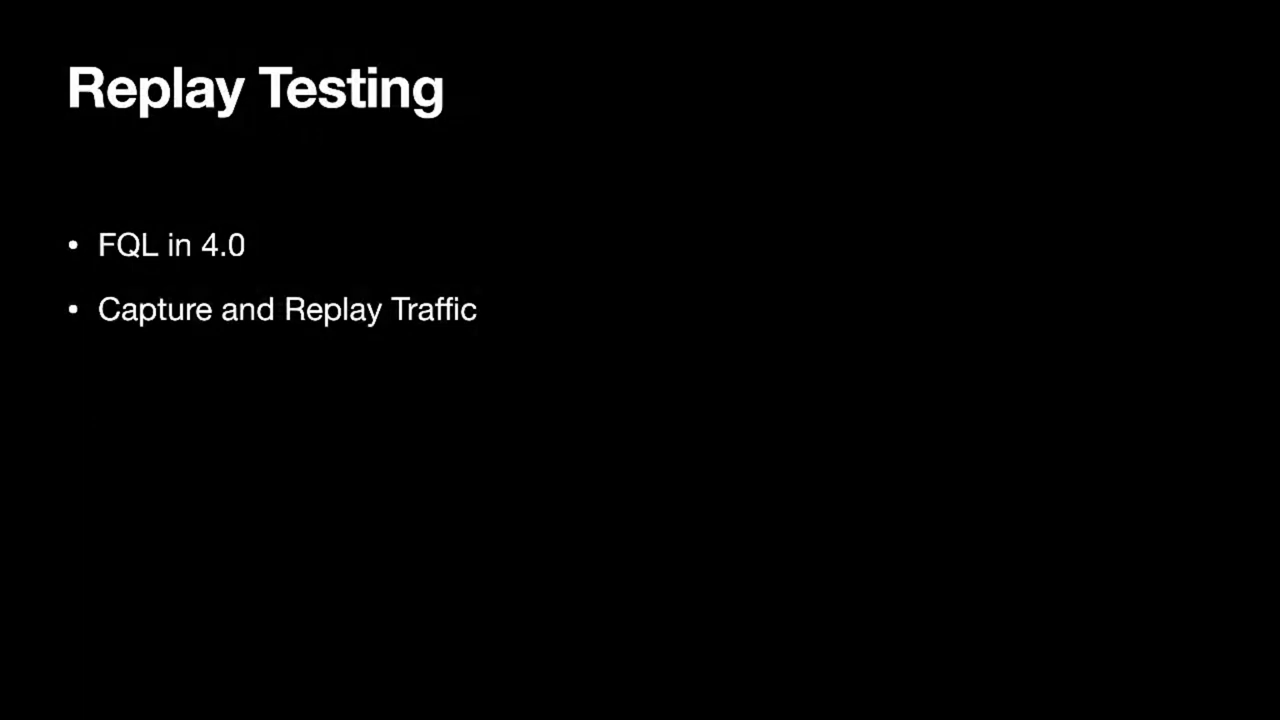 Replay Testing
• FQL in 4.0
• Capture and Replay Traffic